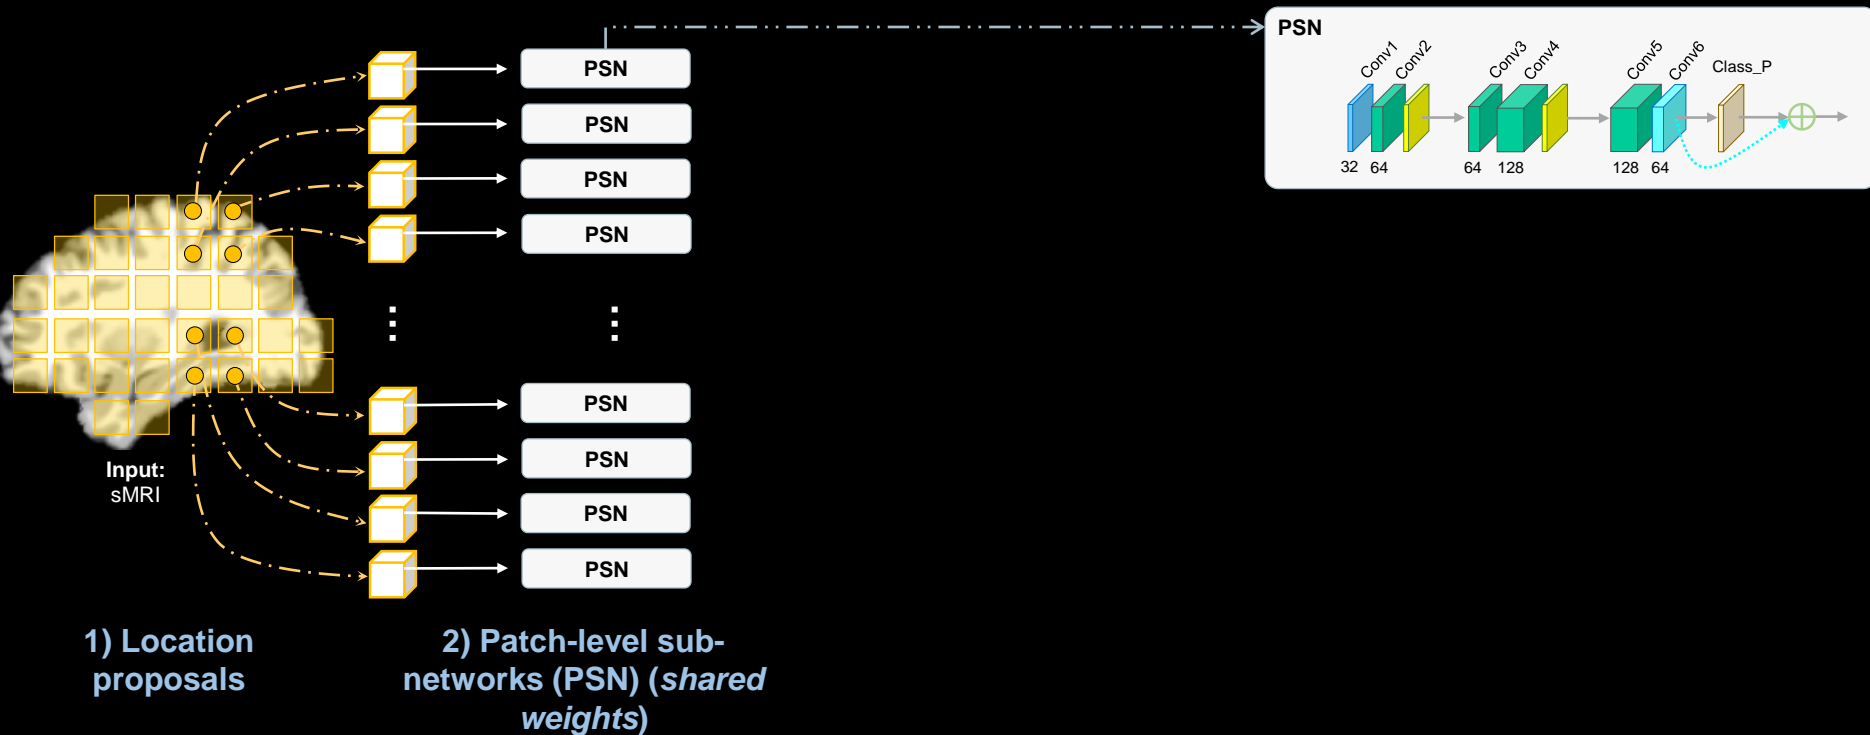 PSN
Conv1
Conv2
Conv3
Conv4
Conv5
Conv6
Class_P
32 64
64 128
128 64
PSN
PSN
PSN
PSN
⋮ ⋮
PSN
PSN
PSN
PSN
Input:
sMRI
1) Location
proposals
2) Patch-level sub-
networks (PSN) (shared
weights)